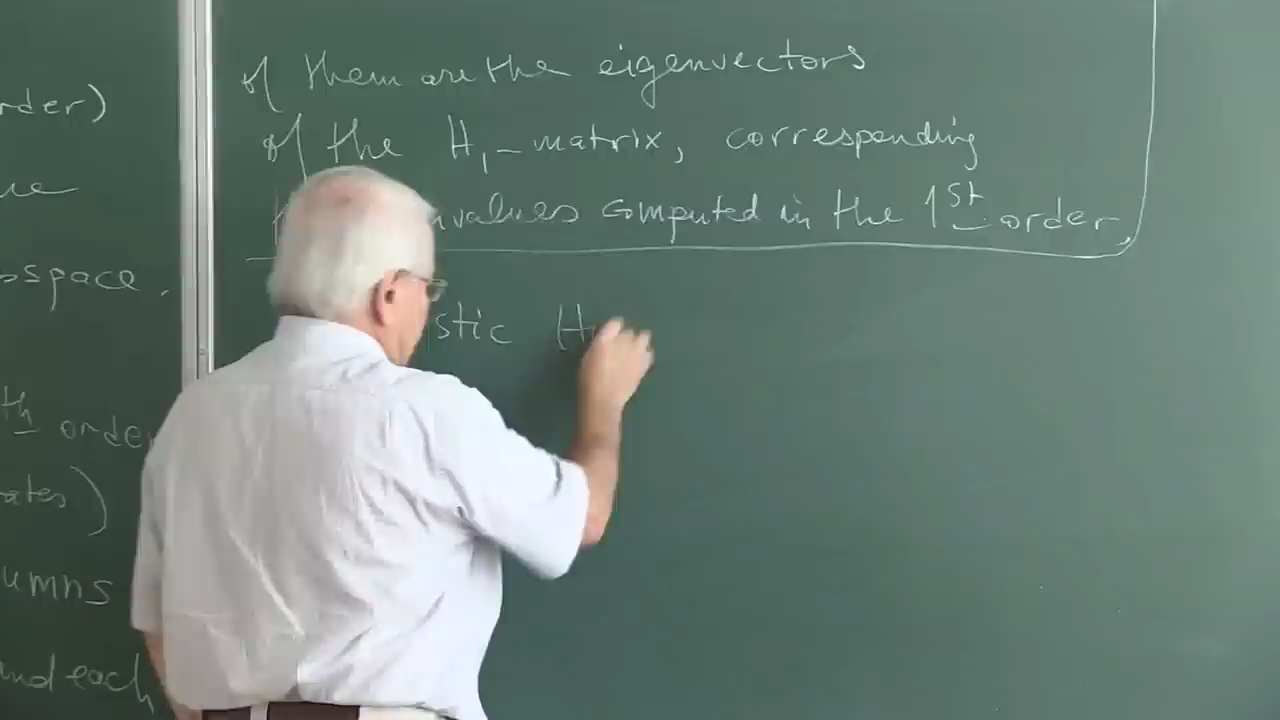 rder)
space.
th order
ates)
umns
and each
of them are the eigenvectors
of the H₁-matrix, corresponding
values computed in the 1st order,
stic H